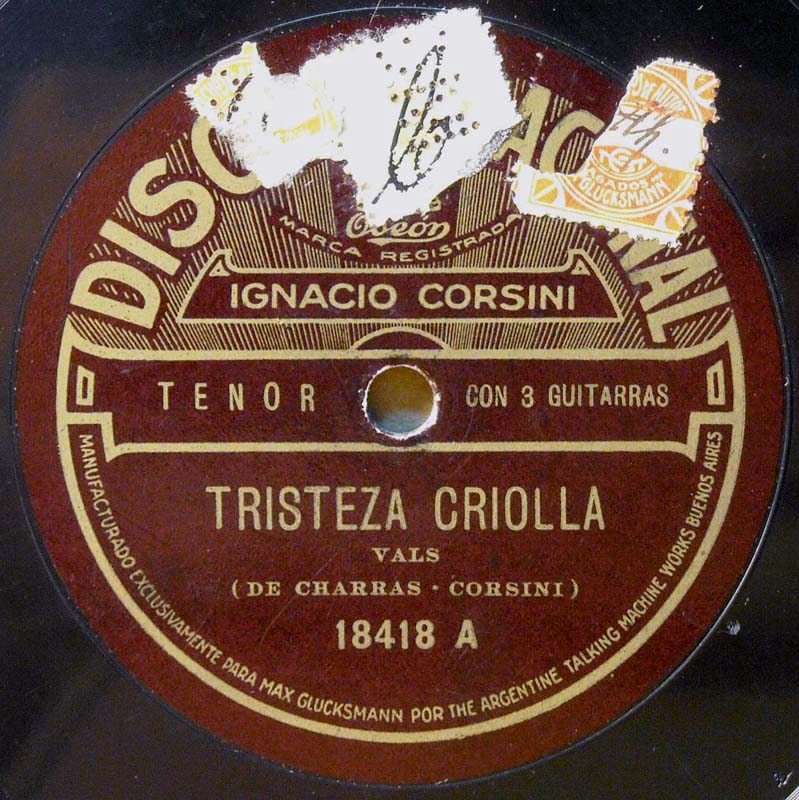 DISC
NAL
Odeón
MARCA REGISTRADA
IGNACIO CORSINI
TENOR
CON 3 GUITARRAS
TRISTEZA CRIOLLA
VALS
(DE CHARRAS · CORSINI)
18418 A
MANUFACTURADO EXCLUSIVAMENTE PARA MAX GLUCKSMANN POR THE ARGENTINE TALKING MACHINE WORKS BUENOS AIRES
GLUCKSMANN